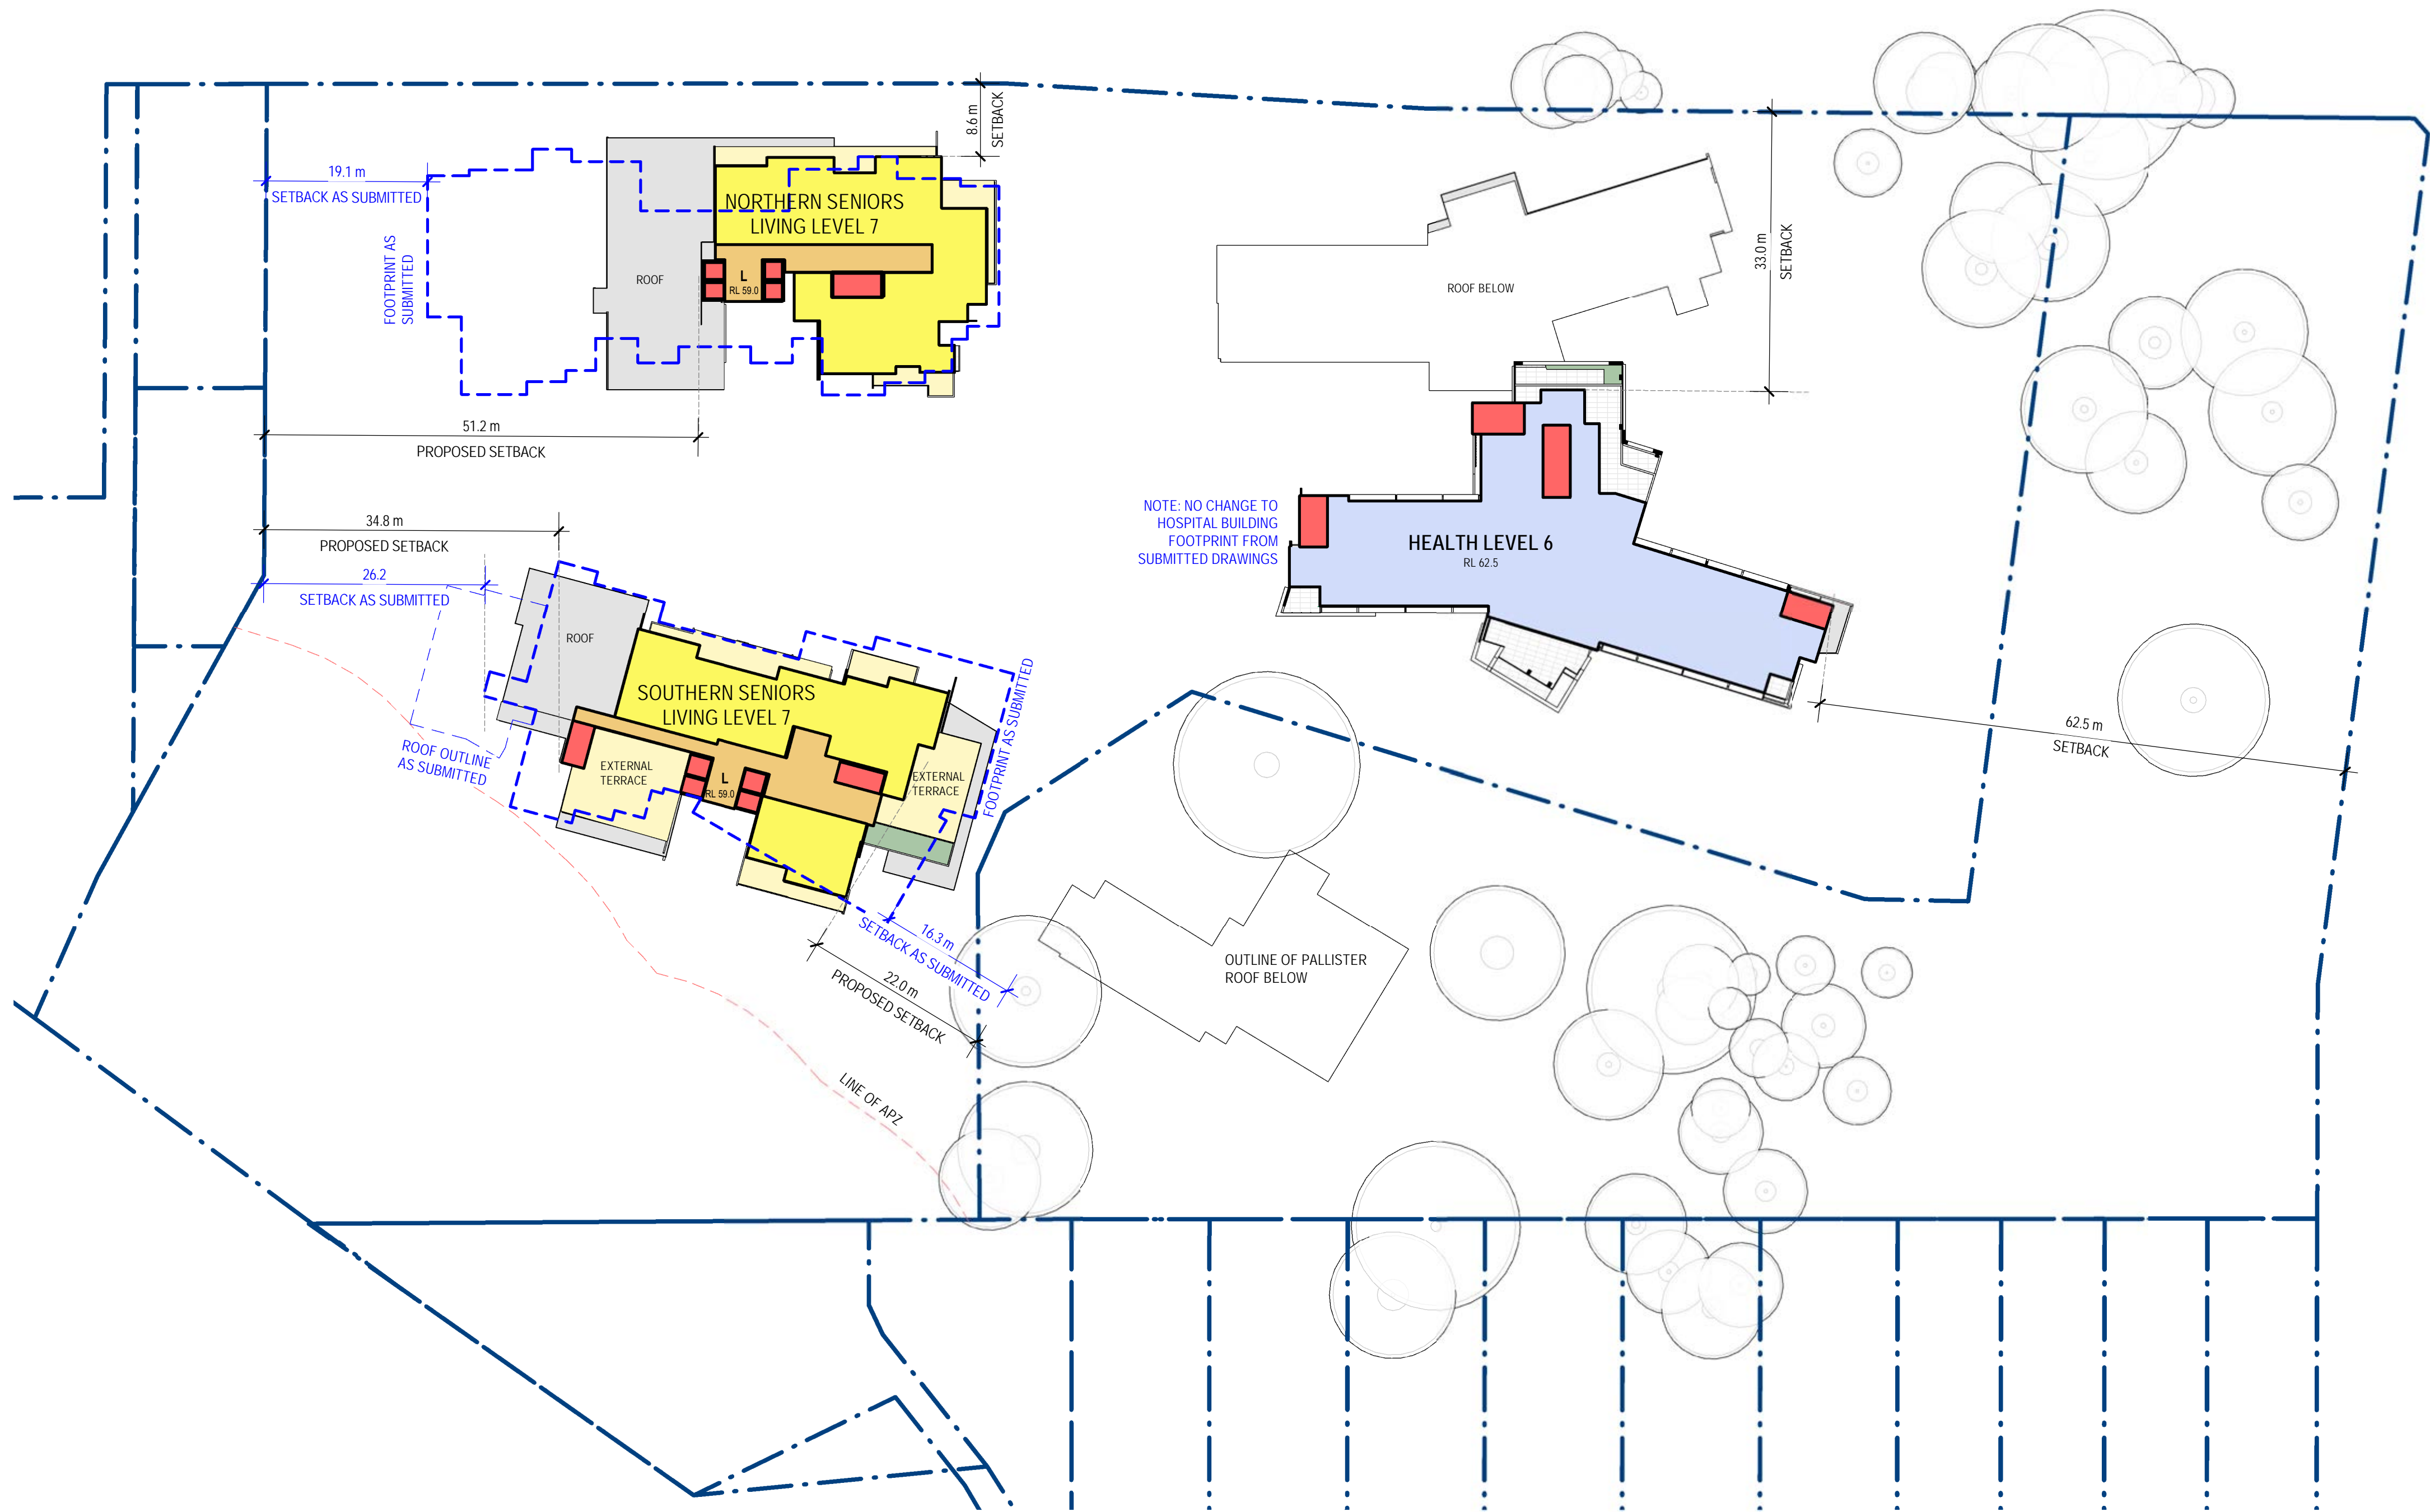 8.6 m
SETBACK
19.1 m
SETBACK AS SUBMITTED
FOOTPRINT AS
SUBMITTED
NORTHERN SENIORS
LIVING LEVEL 7
ROOF
L
RL 59.0
51.2 m
PROPOSED SETBACK
33.0 m
SETBACK
ROOF BELOW
34.8 m
PROPOSED SETBACK
26.2
SETBACK AS SUBMITTED
NOTE: NO CHANGE TO
HOSPITAL BUILDING
FOOTPRINT FROM
SUBMITTED DRAWINGS
HEALTH LEVEL 6
RL 62.5
ROOF
SOUTHERN SENIORS
LIVING LEVEL 7
FOOTPRINT AS SUBMITTED
ROOF OUTLINE
AS SUBMITTED
EXTERNAL
TERRACE
L
RL 59.0
EXTERNAL
TERRACE
62.5 m
SETBACK
16.3 m
SETBACK AS SUBMITTED
22.0 m
PROPOSED SETBACK
OUTLINE OF PALLISTER
ROOF BELOW
LINE OF APZ